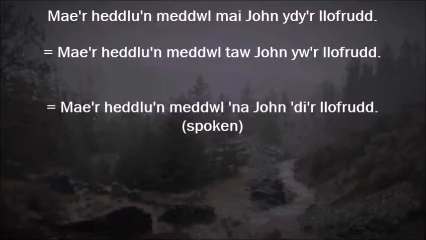 Mae'r heddlu'n meddwl mai John ydy'r llofrudd.
= Mae'r heddlu'n meddwl taw John yw'r llofrudd.
= Mae'r heddlu'n meddwl 'na John 'di'r llofrudd.
(spoken)